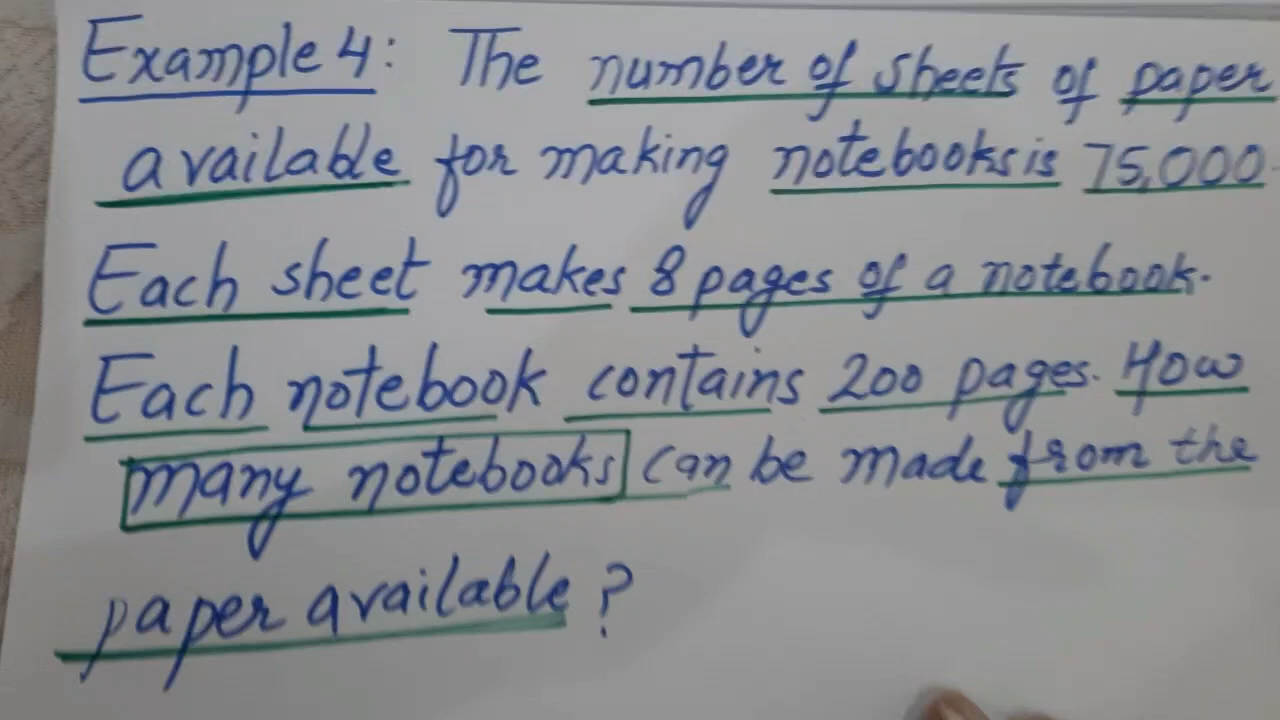 Example 4: The number of sheets of paper
available for making notebooks is 75,000.
Each sheet makes 8 pages of a notebook.
Each notebook contains 200 pages. How
many notebooks can be made from the
paper available?